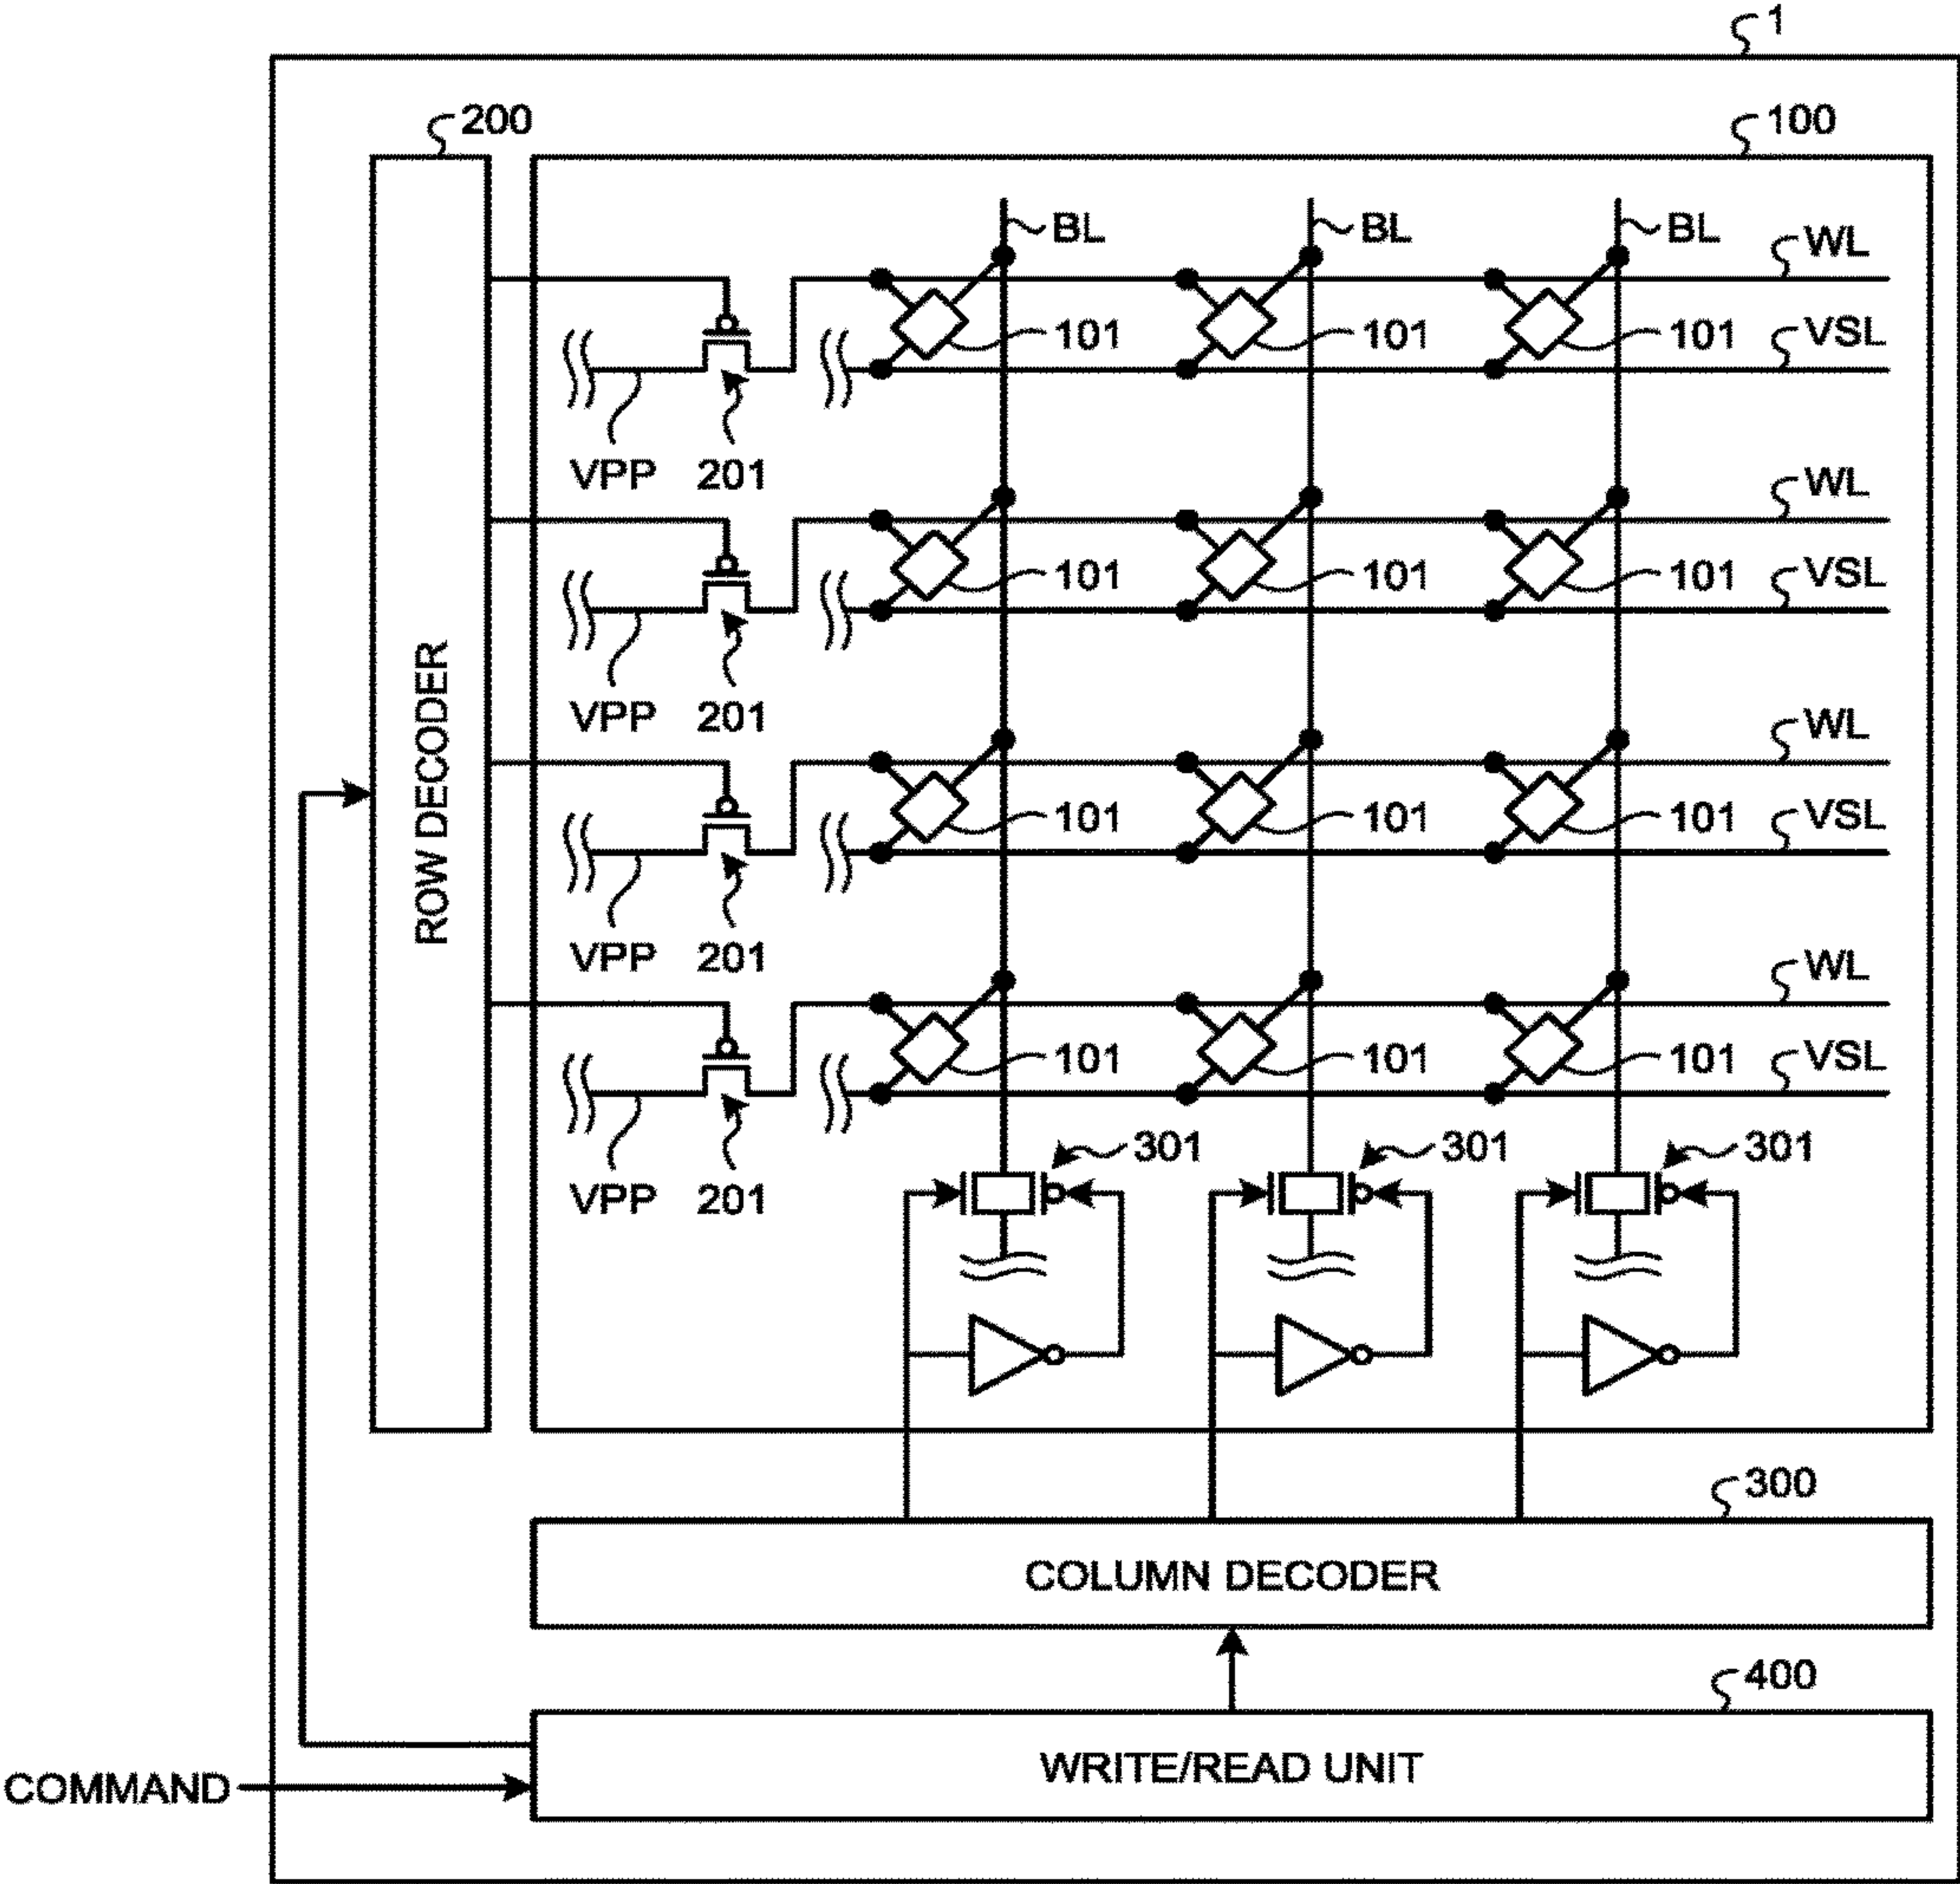 1
200
100
BL BL BL WL
101 101 101 VSL
VPP 201
WL
101 101 101 VSL
VPP 201
WL
101 101 101 VSL
VPP 201
WL
101 101 101 VSL
VPP 201
301 301 301
ROW DECODER
300
COLUMN DECODER
400
WRITE/READ UNIT
COMMAND